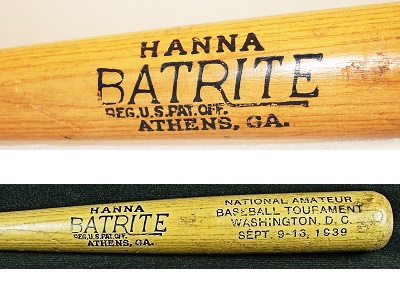 HANNA
BATRITE
REG.U.S.PAT.OFF.
ATHENS, GA.
HANNA
BATRITE
REG.U.S.PAT.OFF.
ATHENS, GA.
NATIONAL AMATEUR
BASEBALL TOURAMENT
WASHINGTON, D.C.
SEPT. 9-13, 1939